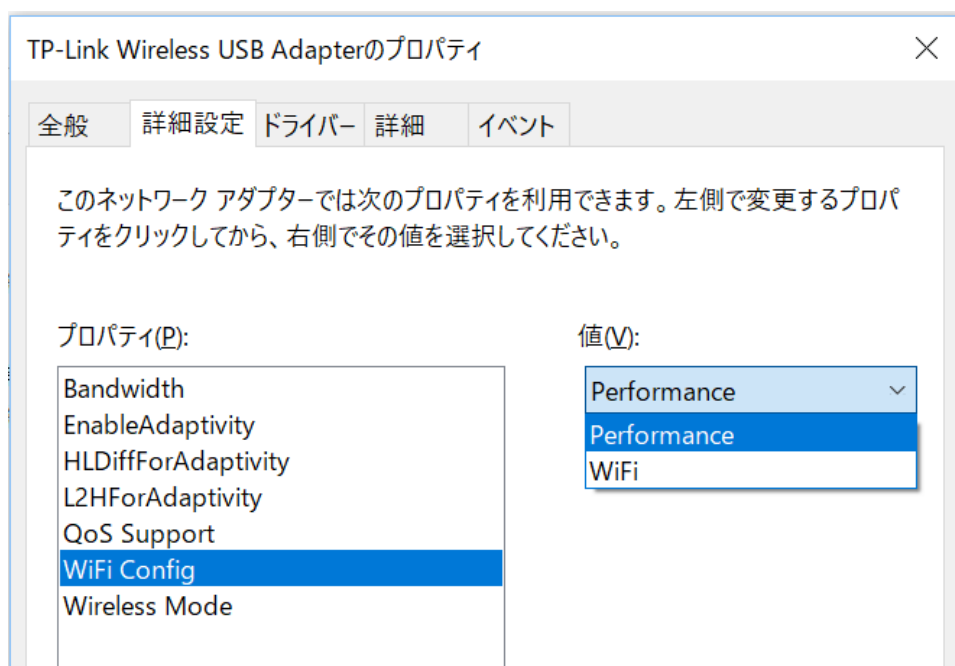 TP-Link Wireless USB Adapterのプロパティ
全般 詳細設定 ドライバー 詳細 イベント
このネットワーク アダプターでは次のプロパティを利用できます。左側で変更するプロパ
ティをクリックしてから、右側でその値を選択してください。
プロパティ(P): 値(V):
Bandwidth
EnableAdaptivity
HLDiffForAdaptivity
L2HForAdaptivity
QoS Support
WiFi Config
Wireless Mode
Performance
Performance
WiFi